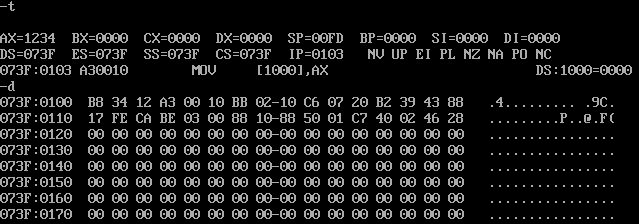 -t

AX=1234  BX=0000  CX=0000  DX=0000  SP=00FD  BP=0000  SI=0000  DI=0000
DS=073F  ES=073F  SS=073F  CS=073F  IP=0103   NV UP EI PL NZ NA PO NC
073F:0103 A30010        MOV     [1000],AX                          DS:1000=0000
-d
073F:0100  B8 34 12 A3 00 10 BB 02-10 C6 07 20 B2 39 43 88   .4......... .9C.
073F:0110  17 FE CA BE 03 00 88 10-88 50 01 C7 40 02 46 28   .........P..@.F(
073F:0120  00 00 00 00 00 00 00 00-00 00 00 00 00 00 00 00   ................
073F:0130  00 00 00 00 00 00 00 00-00 00 00 00 00 00 00 00   ................
073F:0140  00 00 00 00 00 00 00 00-00 00 00 00 00 00 00 00   ................
073F:0150  00 00 00 00 00 00 00 00-00 00 00 00 00 00 00 00   ................
073F:0160  00 00 00 00 00 00 00 00-00 00 00 00 00 00 00 00   ................
073F:0170  00 00 00 00 00 00 00 00-00 00 00 00 00 00 00 00   ................